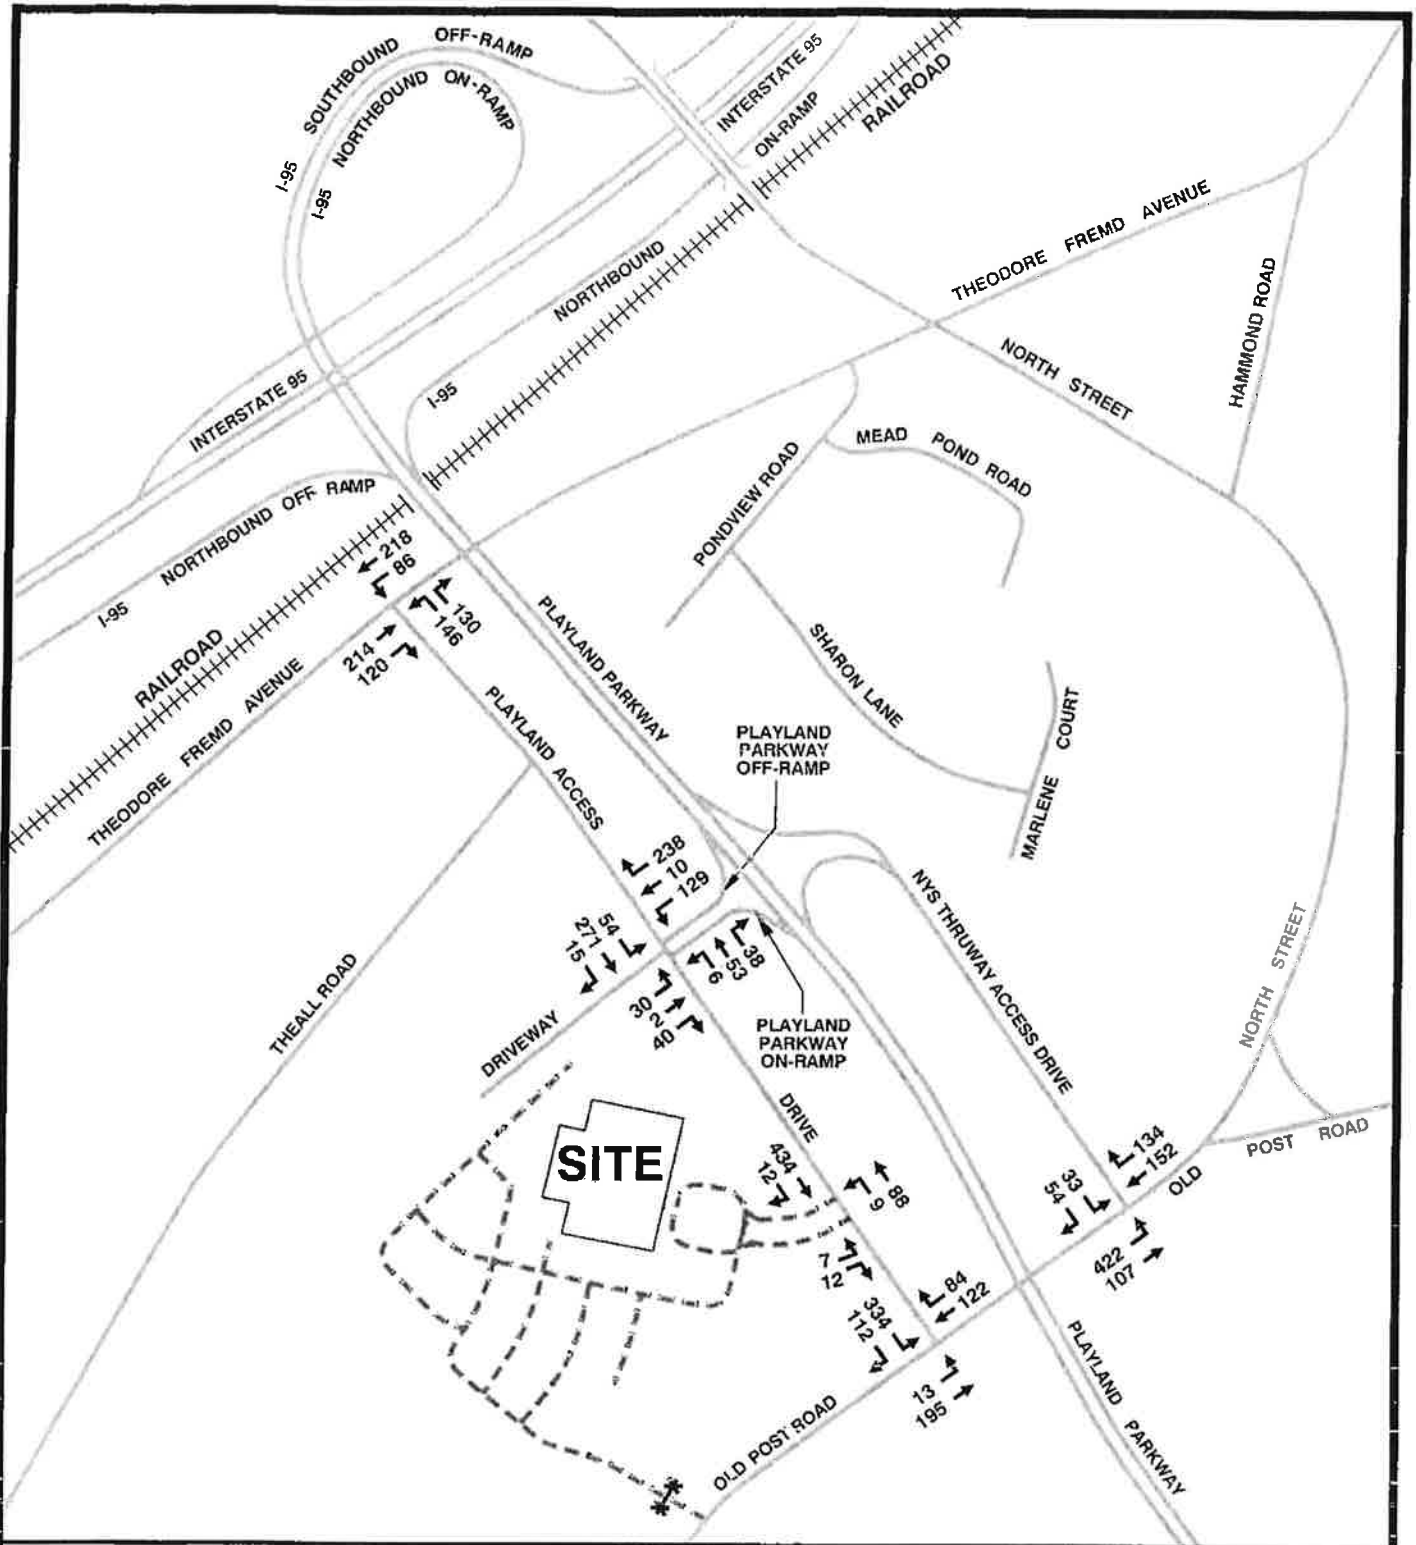 SOUTHBOUND OFF-RAMP
I-95
NORTHBOUND ON-RAMP
I-95
INTERSTATE 95
ON-RAMP
RAILROAD
THEODORE FREMD AVENUE
HAMMOND ROAD
NORTHBOUND
I-95
NORTH STREET
INTERSTATE 95
MEAD POND ROAD
PONDVIEW ROAD
I-95 NORTHBOUND OFF RAMP
218
86
130
146
214
120
RAILROAD
THEODORE FREMD AVENUE
PLAYLAND PARKWAY
SHARON LANE
MARLENE COURT
PLAYLAND ACCESS
PLAYLAND
PARKWAY
OFF-RAMP
238
10
129
54
271
15
38
53
6
30
2
40
NYS THRUWAY ACCESS DRIVE
NORTH STREET
THEALL ROAD
DRIVEWAY
PLAYLAND
PARKWAY
ON-RAMP
DRIVE
SITE
434
12
88
9
7
12
134
152
33
54
422
107
OLD
POST ROAD
84
122
334
112
13
195
OLD POST ROAD
PLAYLAND PARKWAY